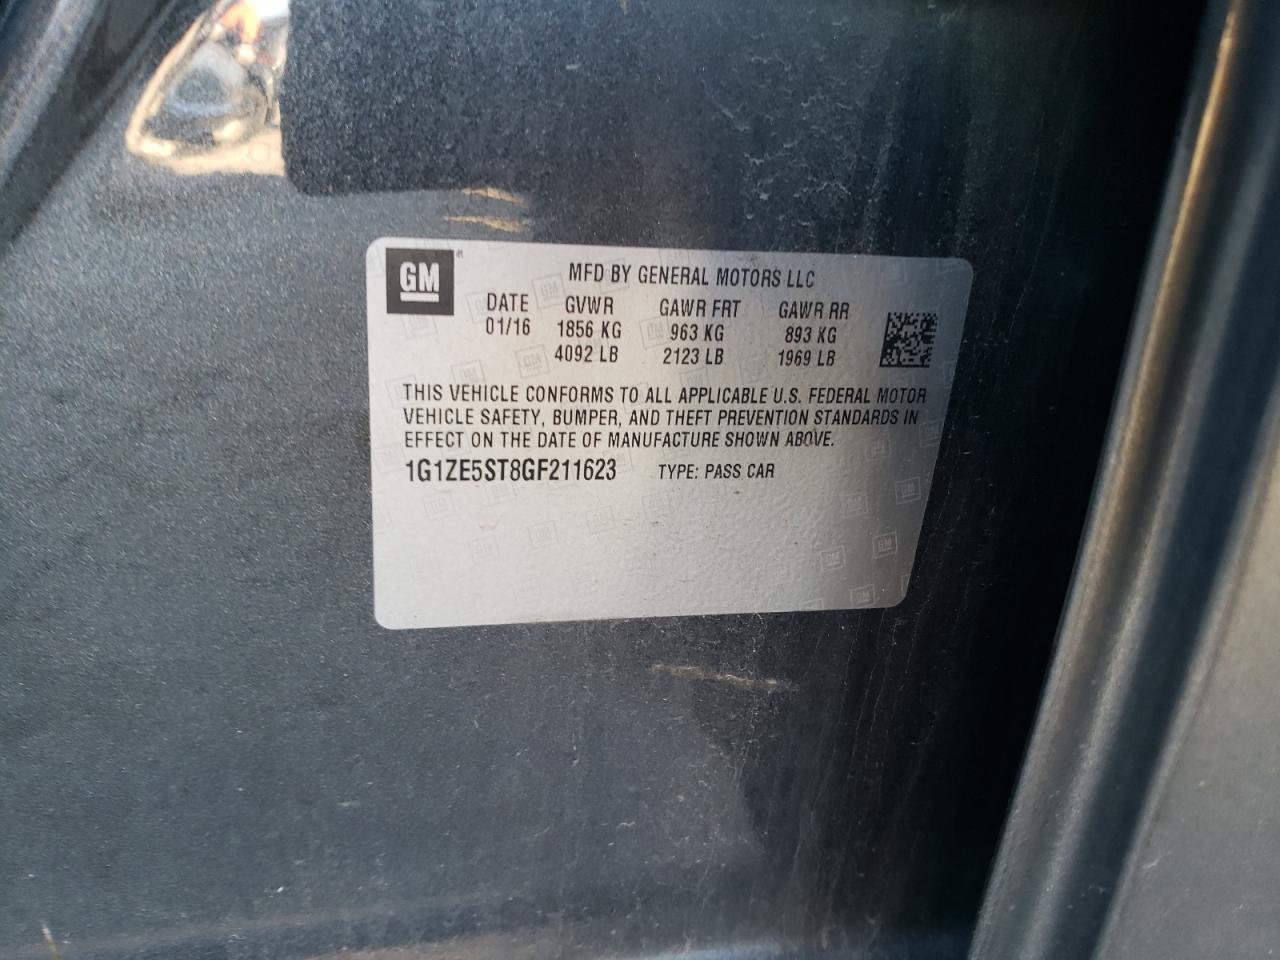 GM
MFD BY GENERAL MOTORS LLC
DATE GVWR GAWR FRT GAWR RR
01/16 1856 KG 963 KG 893 KG
4092 LB 2123 LB 1969 LB
THIS VEHICLE CONFORMS TO ALL APPLICABLE U.S. FEDERAL MOTOR
VEHICLE SAFETY, BUMPER, AND THEFT PREVENTION STANDARDS IN
EFFECT ON THE DATE OF MANUFACTURE SHOWN ABOVE.
1G1ZE5ST8GF211623 TYPE: PASS CAR